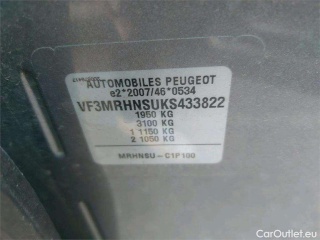 AUTOMOBILES PEUGEOT
e2*2007/46*0534
VF3MRHNSUKS433822
1950 KG
3100 KG
1 1150 KG
2 1050 KG
MRHNSU-C1P100
CarOutlet.eu